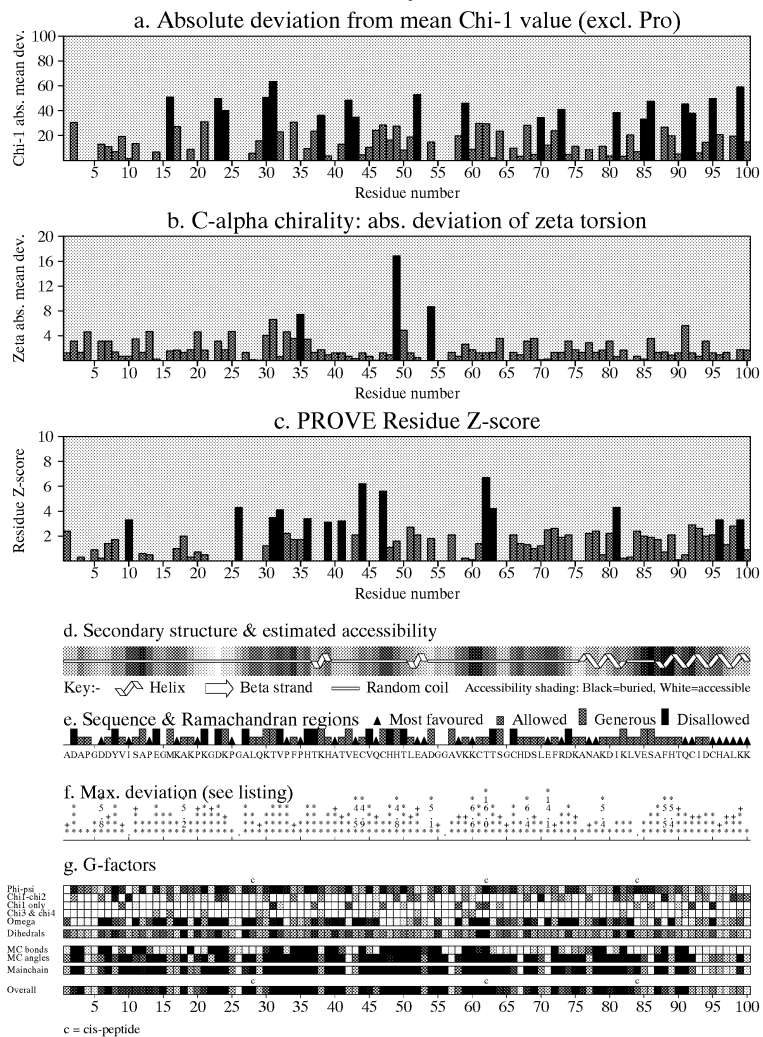 a. Absolute deviation from mean Chi-1 value (excl. Pro)
Chi-1 abs. mean dev.
100
80
60
40
20
5 10 15 20 25 30 35 40 45 50 55 60 65 70 75 80 85 90 95 100
Residue number
b. C-alpha chirality: abs. deviation of zeta torsion
Zeta abs. mean dev.
20
16
12
8
4
5 10 15 20 25 30 35 40 45 50 55 60 65 70 75 80 85 90 95 100
Residue number
c. PROVE Residue Z-score
Residue Z-score
10
8
6
4
2
5 10 15 20 25 30 35 40 45 50 55 60 65 70 75 80 85 90 95 100
Residue number
d. Secondary structure & estimated accessibility
Key:- Helix Beta strand Random coil Accessibility shading: Black=buried, White=accessible
e. Sequence & Ramachandran regions Most favoured Allowed Generous Disallowed
ADAPGDDYVISAPEGMKAKPKGDKPGALQKTVPFPHTKHATVECVQCHHTLEADGGAVKKCTTSGCHDSLEFRDKANAKDIKLVESAFHTQCIDCHALKK
f. Max. deviation (see listing)
g. G-factors
c c c
Phi-psi
Chi1-chi2
Chi1 only
Chi3 & chi4
Omega
Dihedrals
MC bonds
MC angles
Mainchain
c c c
Overall
5 10 15 20 25 30 35 40 45 50 55 60 65 70 75 80 85 90 95 100
c = cis-peptide